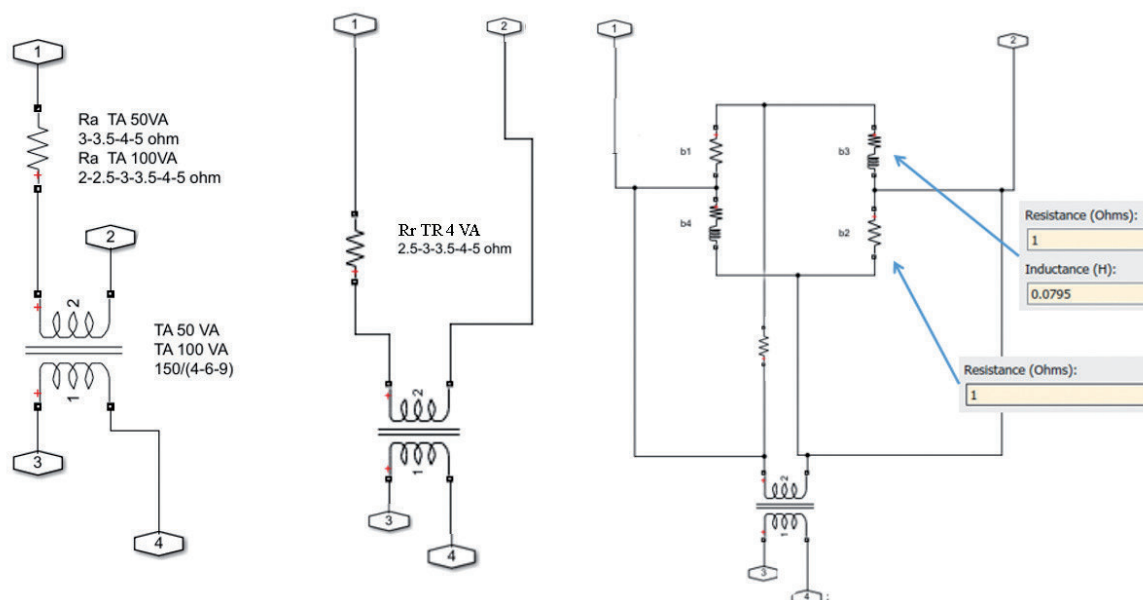 1
Ra TA 50VA
3-3.5-4-5 ohm
Ra TA 100VA
2-2.5-3-3.5-4-5 ohm
2
+
2
TA 50 VA
TA 100 VA
150/(4-6-9)
1
+
3
4
1
2
Rr TR 4 VA
2.5-3-3.5-4-5 ohm
+
2
1
+
3
4
1
2
b1
b3
b4
b2
Resistance (Ohms):
1
Inductance (H):
0.0795
Resistance (Ohms):
1
+
2
1
+
3
4